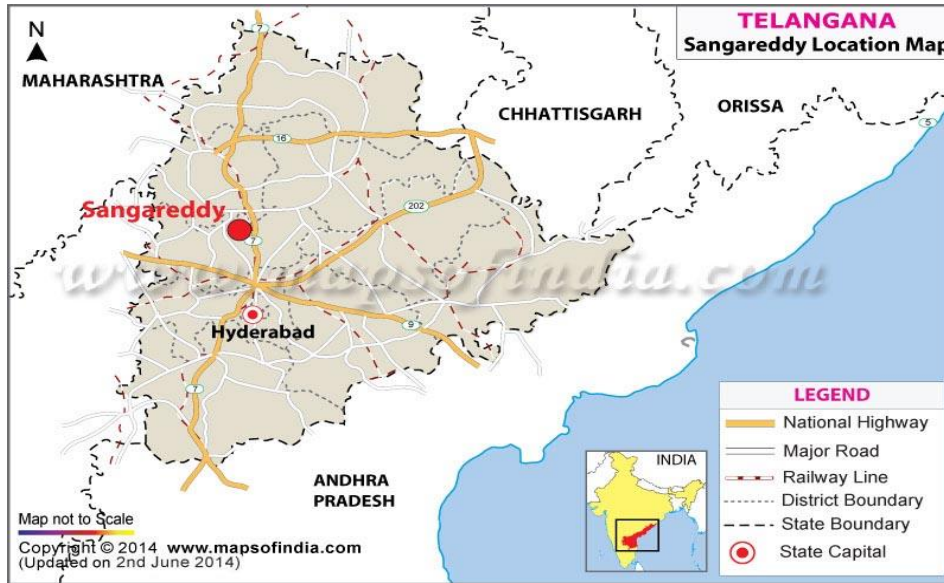 TELANGANA
Sangareddy Location Map
N
7
MAHARASHTRA
CHHATTISGARH
ORISSA
5
16
Sangareddy
202
7
www.mapsofindia.com
Hyderabad
9
7
LEGEND
National Highway
Major Road
Railway Line
District Boundary
State Boundary
State Capital
INDIA
ANDHRA
PRADESH
Map not to Scale
Copyright © 2014 www.mapsofindia.com
(Updated on 2nd June 2014)